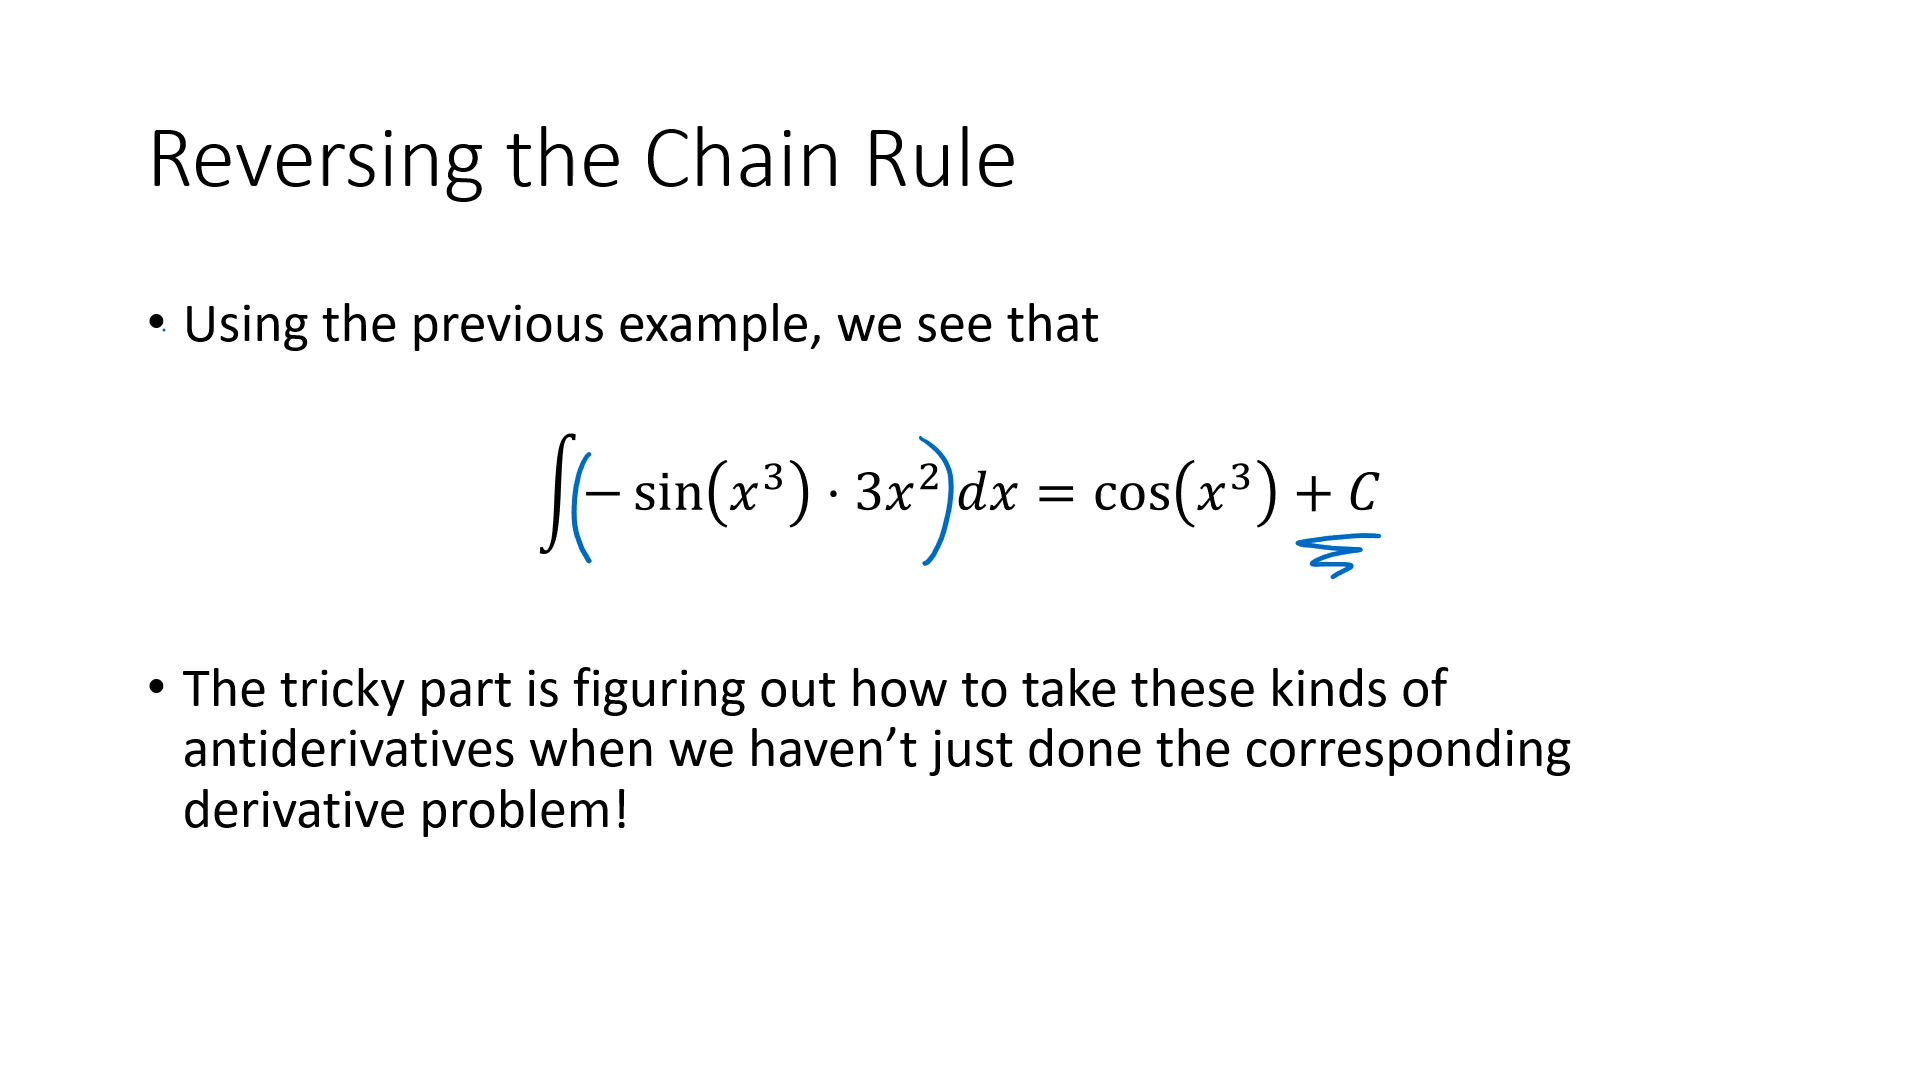 Reversing the Chain Rule
• Using the previous example, we see that
∫(− sin(x³) · 3x²)dx = cos(x³) + C
• The tricky part is figuring out how to take these kinds of
antiderivatives when we haven’t just done the corresponding
derivative problem!